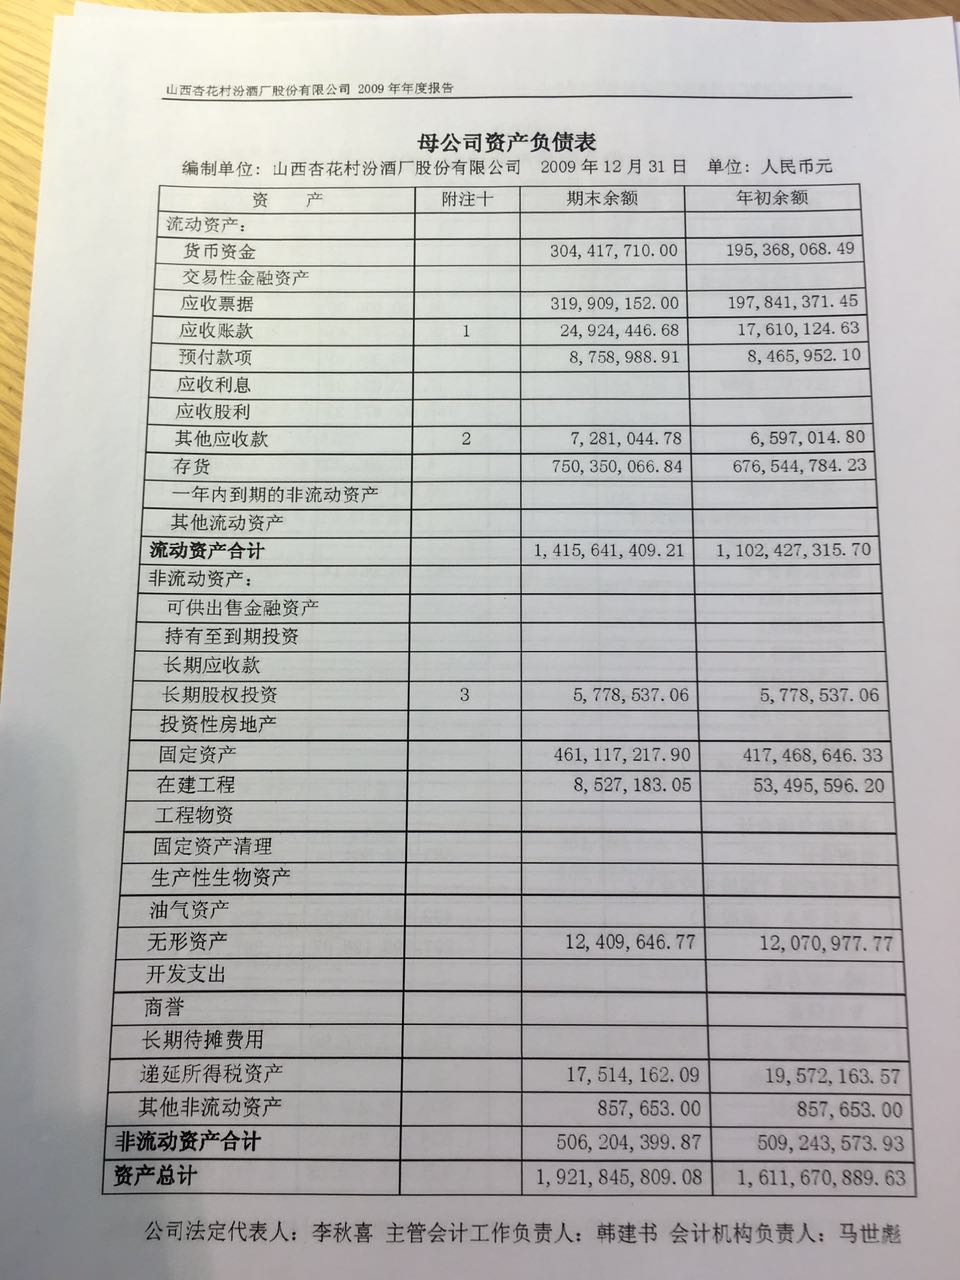 山西杏花村汾酒厂股份有限公司 2009 年年度报告
母公司资产负债表
编制单位：山西杏花村汾酒厂股份有限公司 2009 年 12 月 31 日 单位：人民币元
资 产 附注十 期末余额 年初余额
流动资产：
货币资金 304,417,710.00 195,368,068.49
交易性金融资产
应收票据 319,909,152.00 197,841,371.45
应收账款 1 24,924,446.68 17,610,124.63
预付款项 8,758,988.91 8,465,952.10
应收利息
应收股利
其他应收款 2 7,281,044.78 6,597,014.80
存货 750,350,066.84 676,544,784.23
一年内到期的非流动资产
其他流动资产
流动资产合计 1,415,641,409.21 1,102,427,315.70
非流动资产：
可供出售金融资产
持有至到期投资
长期应收款
长期股权投资 3 5,778,537.06 5,778,537.06
投资性房地产
固定资产 461,117,217.90 417,468,646.33
在建工程 8,527,183.05 53,495,596.20
工程物资
固定资产清理
生产性生物资产
油气资产
无形资产 12,409,646.77 12,070,977.77
开发支出
商誉
长期待摊费用
递延所得税资产 17,514,162.09 19,572,163.57
其他非流动资产 857,653.00 857,653.00
非流动资产合计 506,204,399.87 509,243,573.93
资产总计 1,921,845,809.08 1,611,670,889.63
公司法定代表人：李秋喜 主管会计工作负责人：韩建书 会计机构负责人：马世彪